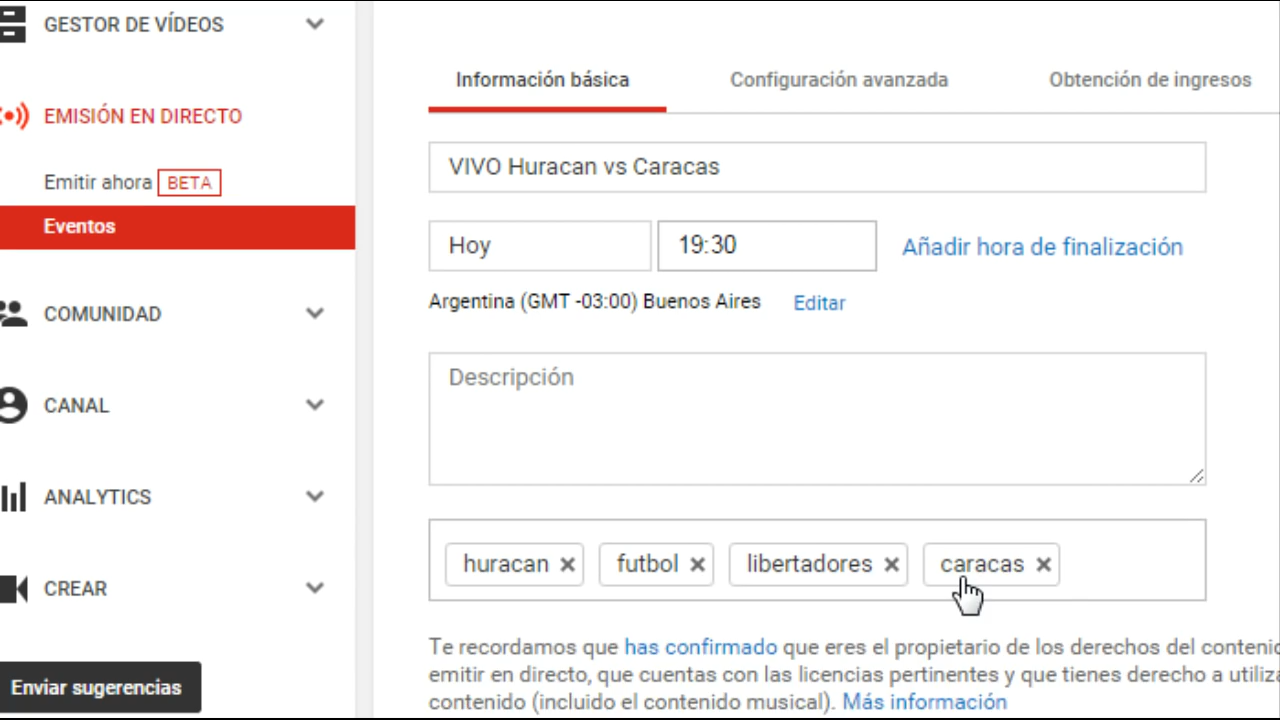 GESTOR DE VÍDEOS
EMISIÓN EN DIRECTO
Emitir ahora BETA
Eventos
COMUNIDAD
CANAL
ANALYTICS
CREAR
Enviar sugerencias
Información básica Configuración avanzada Obtención de ingresos
VIVO Huracan vs Caracas
Hoy 19:30 Añadir hora de finalización
Argentina (GMT -03:00) Buenos Aires Editar
Descripción
huracan × futbol × libertadores × caracas ×
Te recordamos que has confirmado que eres el propietario de los derechos del
emitir en directo, que cuentas con las licencias pertinentes y que tienes derecho a
contenido (incluido el contenido musical). Más información